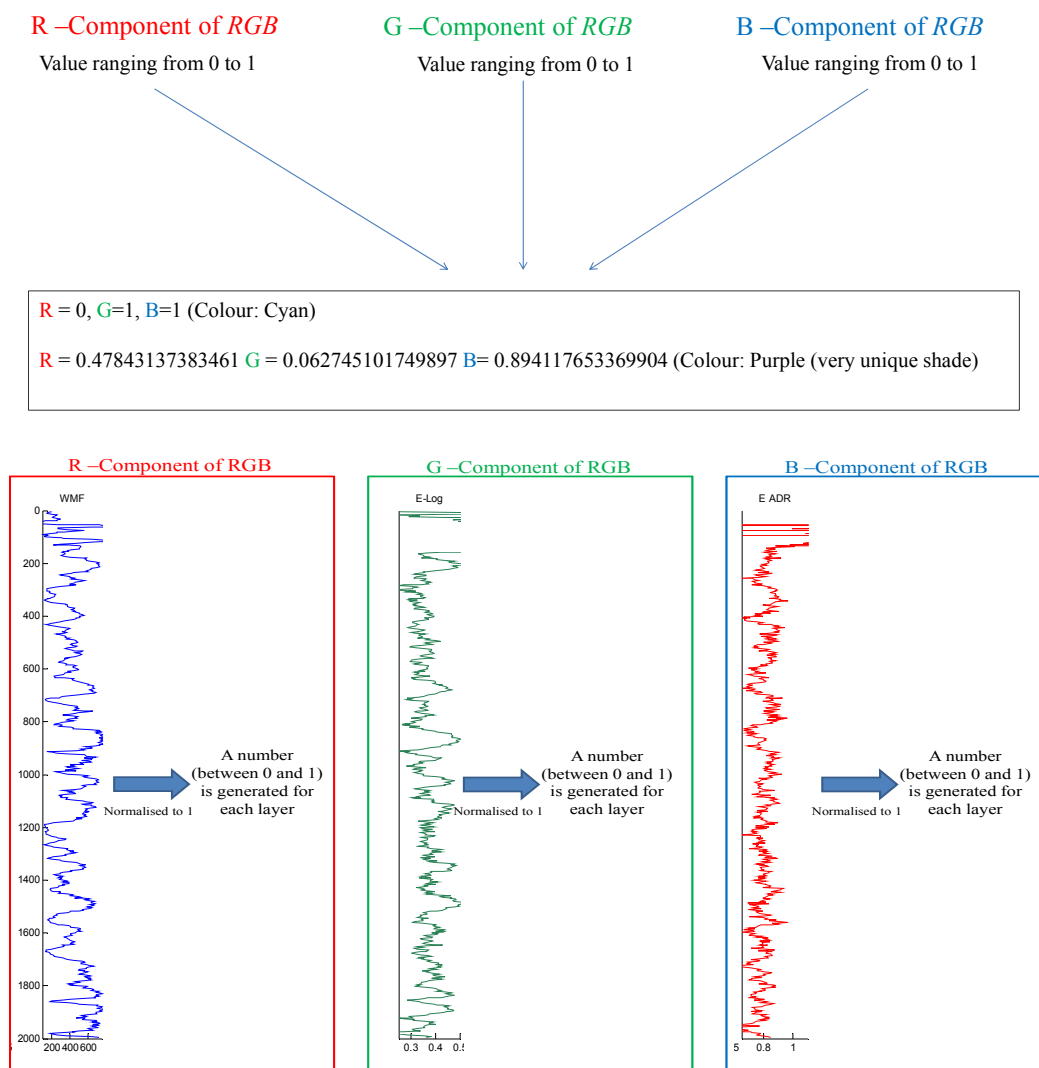 R –Component of RGB
G –Component of RGB
B –Component of RGB
Value ranging from 0 to 1
Value ranging from 0 to 1
Value ranging from 0 to 1
R = 0, G=1, B=1 (Colour: Cyan)
R = 0.47843137383461 G = 0.062745101749897 B= 0.894117653369904 (Colour: Purple (very unique shade)
R –Component of RGB
G –Component of RGB
B –Component of RGB
WMF
0
200
400
600
800
1000
1200
1400
1600
1800
2000
200 400 600
Normalised to 1
A number
(between 0 and 1)
is generated for
each layer
E-Log
0.3 0.4 0.5
Normalised to 1
A number
(between 0 and 1)
is generated for
each layer
E ADR
5 0.8 1
Normalised to 1
A number
(between 0 and 1)
is generated for
each layer